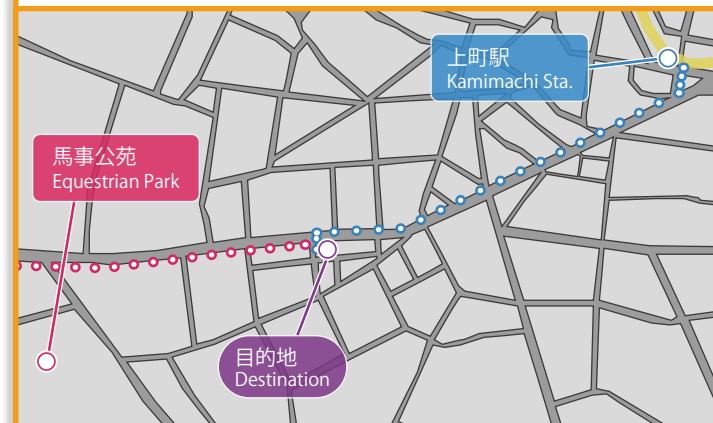 上町駅
Kamimachi Sta.
馬事公苑
Equestrian Park
目的地
Destination